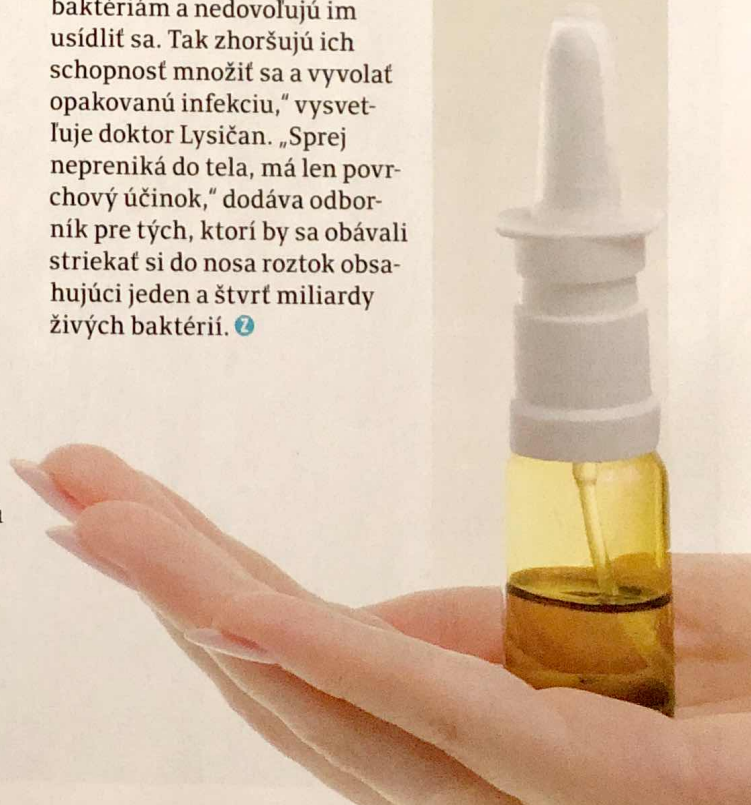 baktériám a nedovoľujú im
usídliť sa. Tak zhoršujú ich
schopnosť množiť sa a vyvolať
opakovanú infekciu,“ vysvet-
ľuje doktor Lysičan. „Sprej
nepreniká do tela, má len povr-
chový účinok,“ dodáva odbor-
ník pre tých, ktorí by sa obávali
striekať si do nosa roztok obsa-
hujúci jeden a štvrť miliardy
živých baktérií. Z